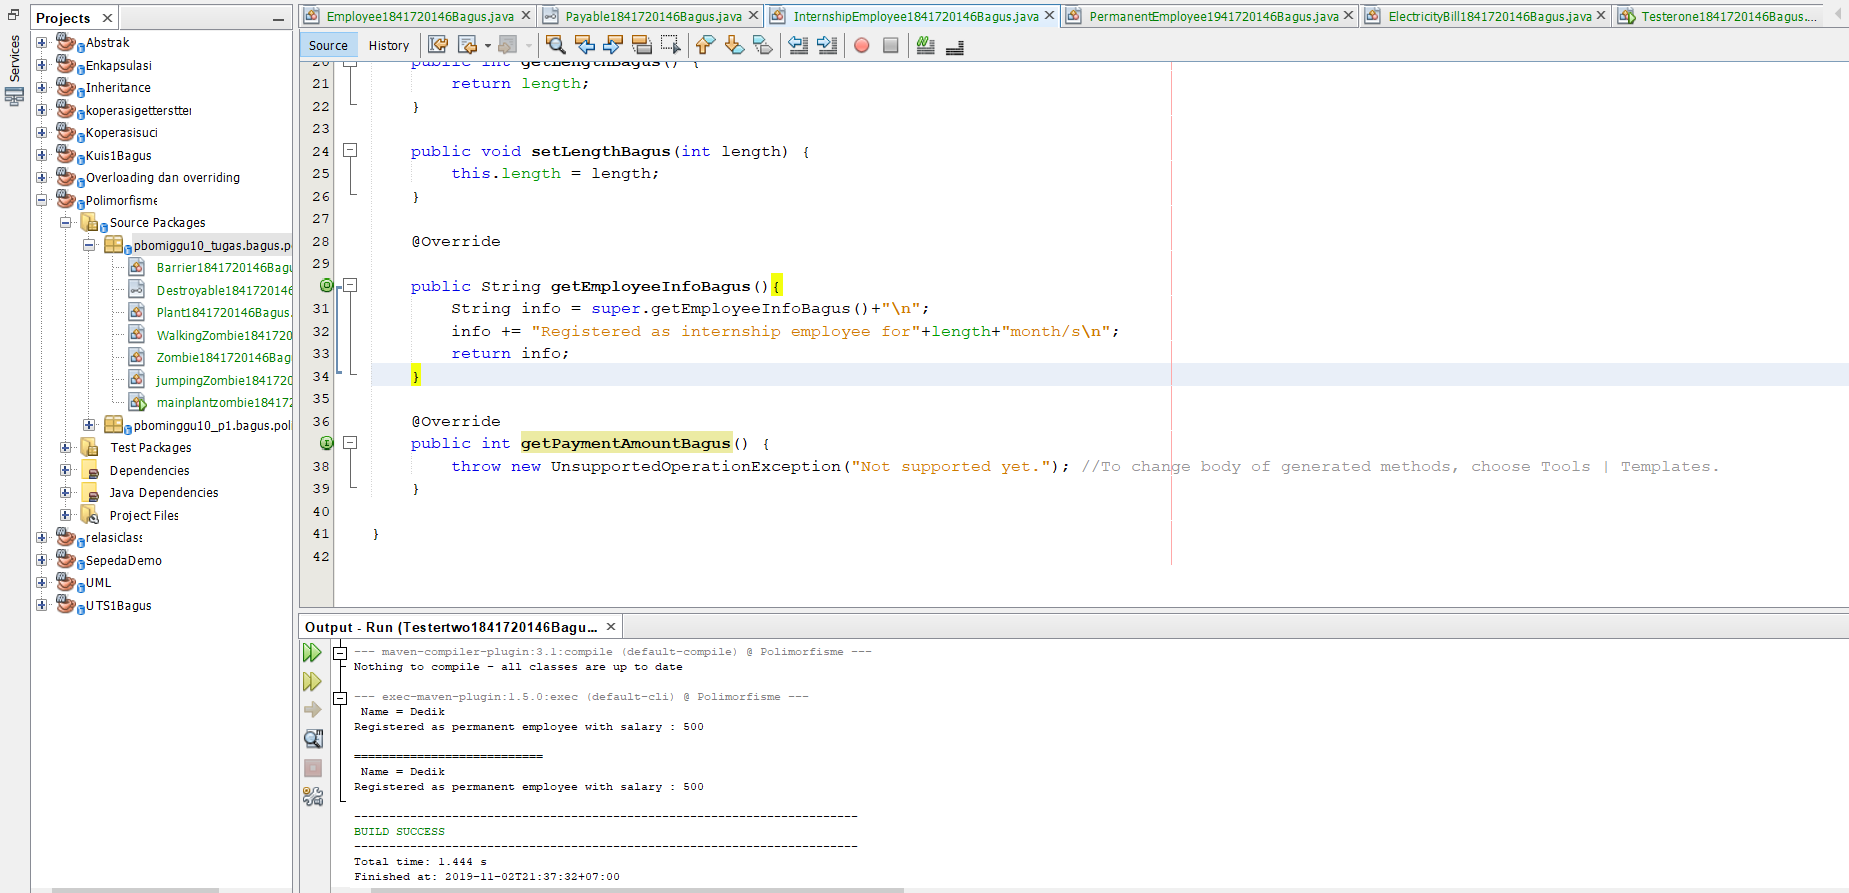 Services
Projects
Abstrak
Enkapsulasi
Inheritance
koperasigetterstter
Koperasisuci
Kuis1Bagus
Overloading dan overriding
Polimorfisme
Source Packages
pbomiggu10_tugas.bagus.p
Barrier1841720146Bagu
Destroyable184172014
Plant1841720146Bagus.
WalkingZombie1841720
Zombie1841720146Bag
jumpingZombie184172
mainplantzombie18417
pbominggu10_p1.bagus.pol
Test Packages
Dependencies
Java Dependencies
Project Files
relasiclass
SepedaDemo
UML
UTS1Bagus
Employee1841720146Bagus.java
Payable1841720146Bagus.java
InternshipEmployee1841720146Bagus.java
PermanentEmployee1941720146Bagus.java
ElectricityBill1841720146Bagus.java
Testerone1841720146Bagus....
Source History
20 public int getLengthBagus() {
21 return length;
22 }
23
24 public void setLengthBagus(int length) {
25 this.length = length;
26 }
27
28 @Override
29
public String getEmployeeInfoBagus(){
31 String info = super.getEmployeeInfoBagus()+"\n";
32 info += "Registered as internship employee for"+length+"month/s\n";
33 return info;
34 }
35
36 @Override
public int getPaymentAmountBagus() {
38 throw new UnsupportedOperationException("Not supported yet."); //To change body of generated methods, choose Tools | Templates.
39 }
40
41 }
42
Output - Run (Testertwo1841720146Bagu...
--- maven-compiler-plugin:3.1:compile (default-compile) @ Polimorfisme ---
Nothing to compile - all classes are up to date
--- exec-maven-plugin:1.5.0:exec (default-cli) @ Polimorfisme ---
Name = Dedik
Registered as permanent employee with salary : 500
===========================
Name = Dedik
Registered as permanent employee with salary : 500
------------------------------------------------------------------------
BUILD SUCCESS
------------------------------------------------------------------------
Total time: 1.444 s
Finished at: 2019-11-02T21:37:32+07:00